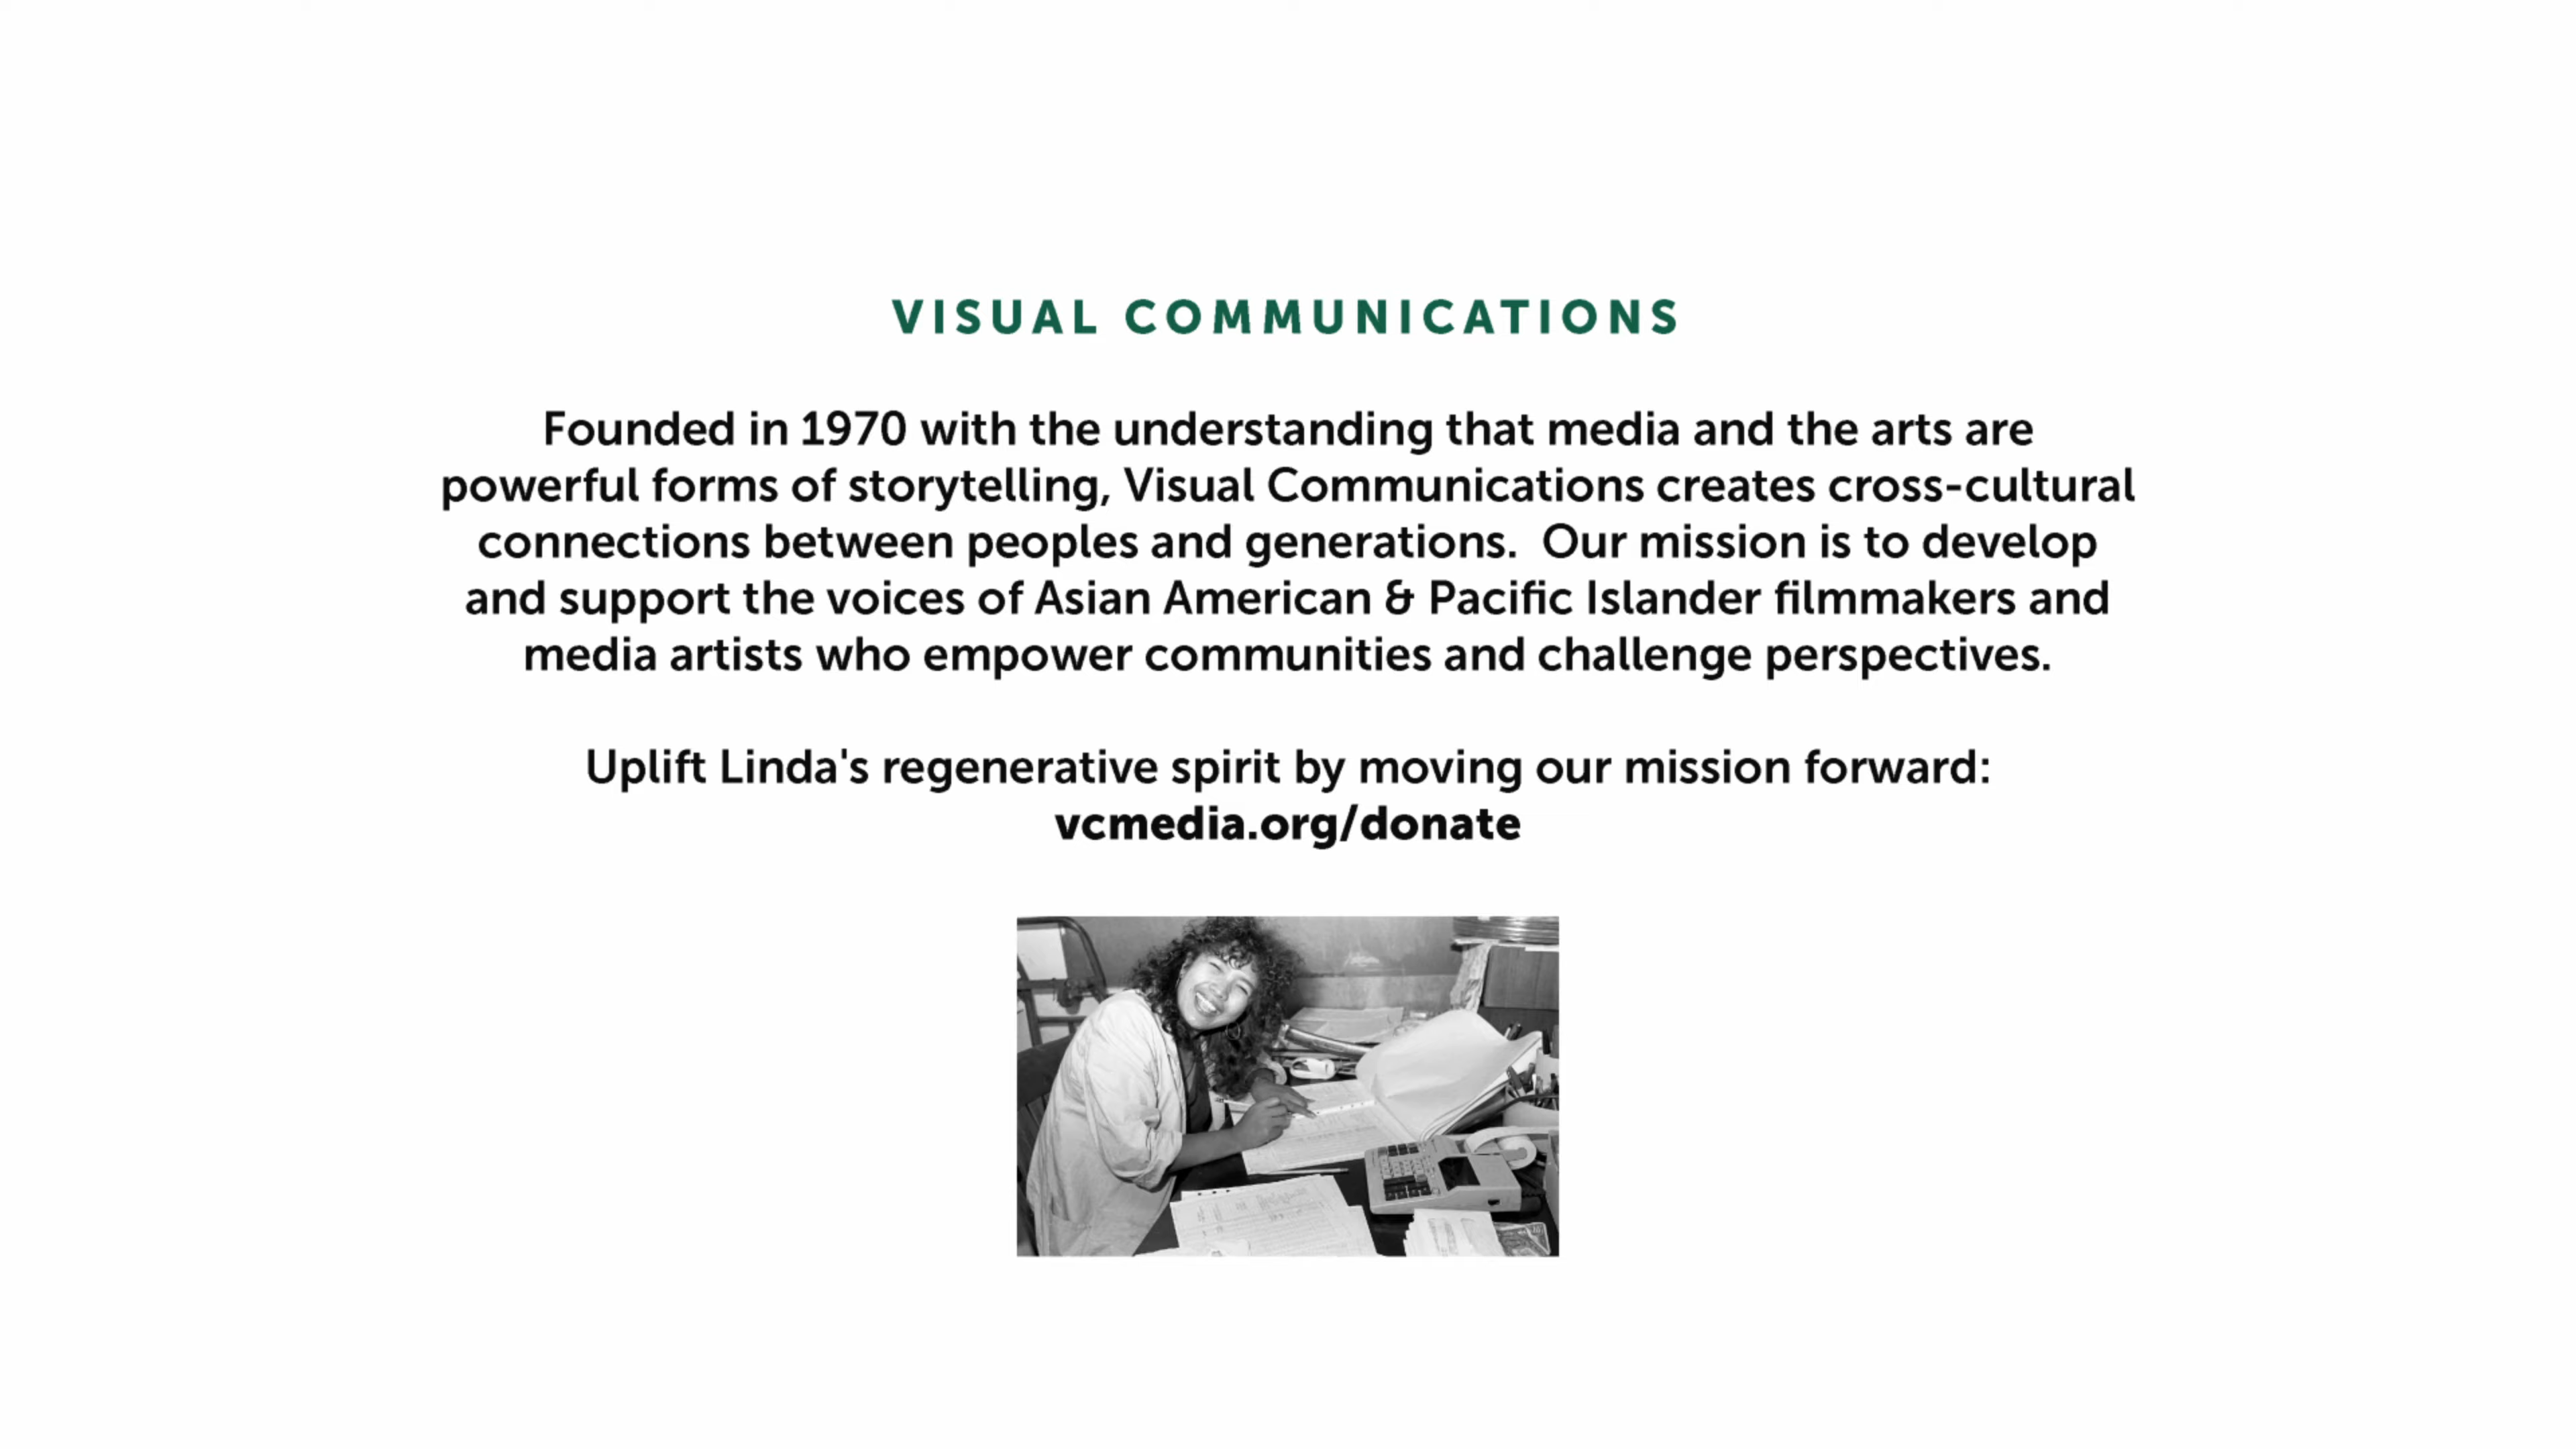 VISUAL COMMUNICATIONS
Founded in 1970 with the understanding that media and the arts are
powerful forms of storytelling, Visual Communications creates cross-cultural
connections between peoples and generations.  Our mission is to develop
and support the voices of Asian American & Pacific Islander filmmakers and
media artists who empower communities and challenge perspectives.
Uplift Linda's regenerative spirit by moving our mission forward:
vcmedia.org/donate